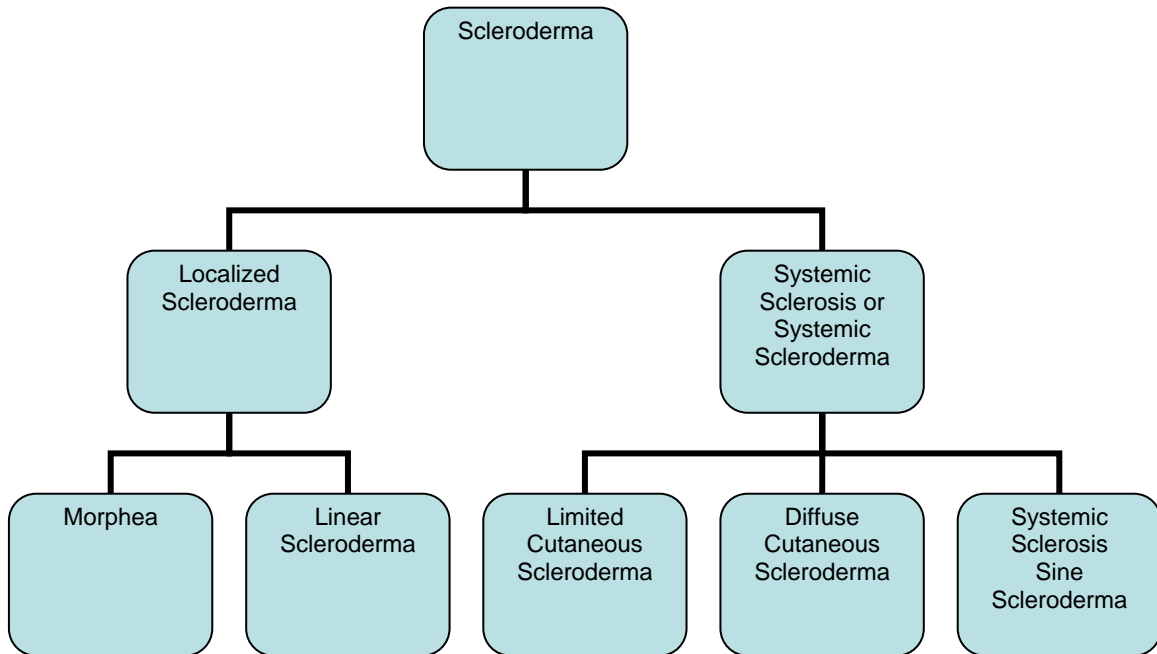 Scleroderma
Localized
Scleroderma
Systemic
Sclerosis or
Systemic
Scleroderma
Morphea
Linear
Scleroderma
Limited
Cutaneous
Scleroderma
Diffuse
Cutaneous
Scleroderma
Systemic
Sclerosis
Sine
Scleroderma